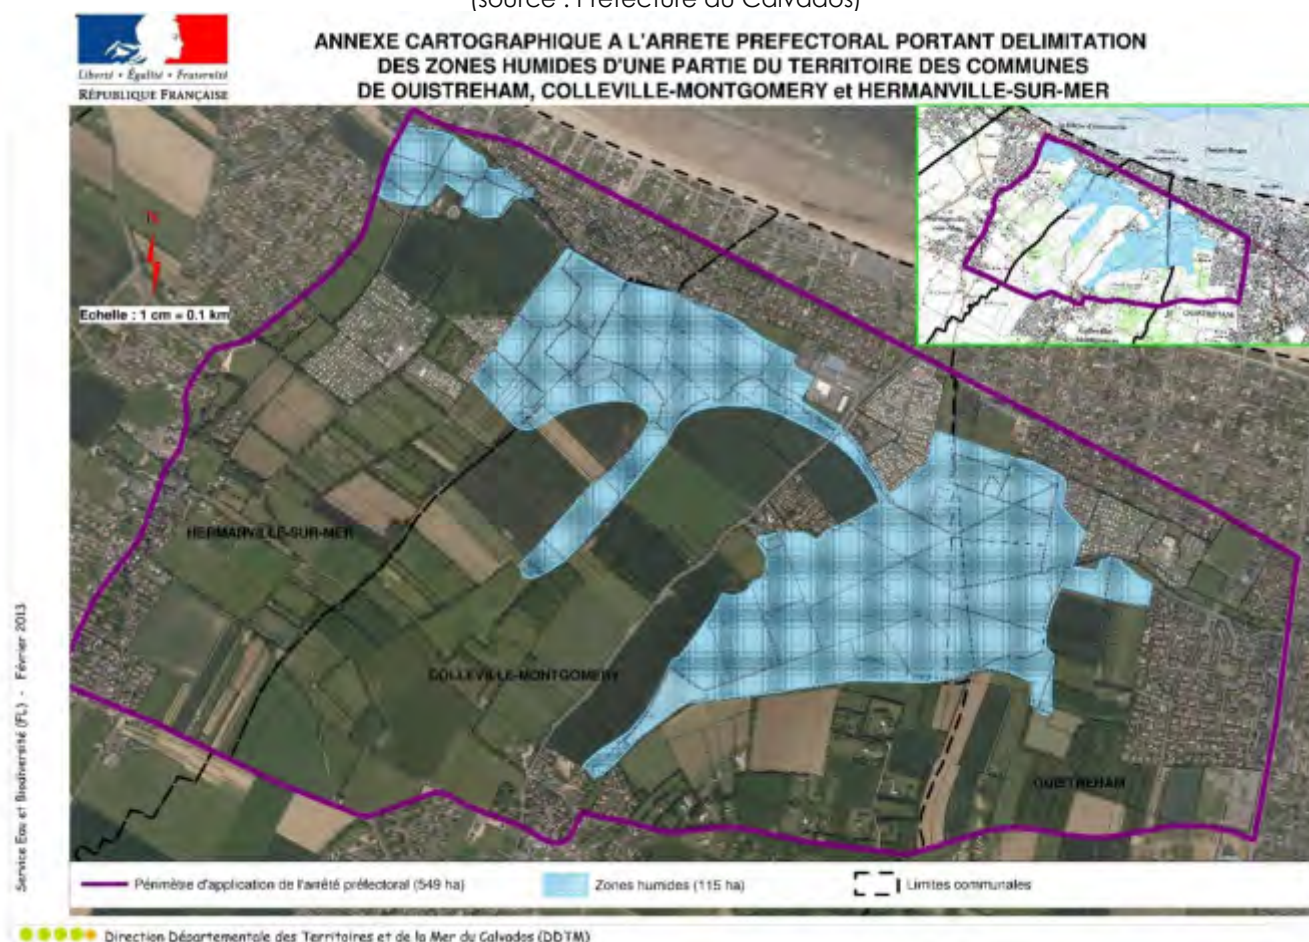 (source : Préfecture du Calvados)
Liberté • Égalité • Fraternité
RÉPUBLIQUE FRANÇAISE
ANNEXE CARTOGRAPHIQUE A L'ARRETE PREFECTORAL PORTANT DELIMITATION
DES ZONES HUMIDES D'UNE PARTIE DU TERRITOIRE DES COMMUNES
DE OUISTREHAM, COLLEVILLE-MONTGOMERY et HERMANVILLE-SUR-MER
N
Echelle : 1 cm = 0.1 km
OUISTREHAM
HERMANVILLE-SUR-MER
COLLEVILLE-MONTGOMERY
OUISTREHAM
Service Eau et Biodiversité (FL) - Février 2013
Périmètre d'application de l'arrêté préfectoral (549 ha)
Zones humides (115 ha)
Limites communales
Direction Départementale des Territoires et de la Mer du Calvados (DDTM)